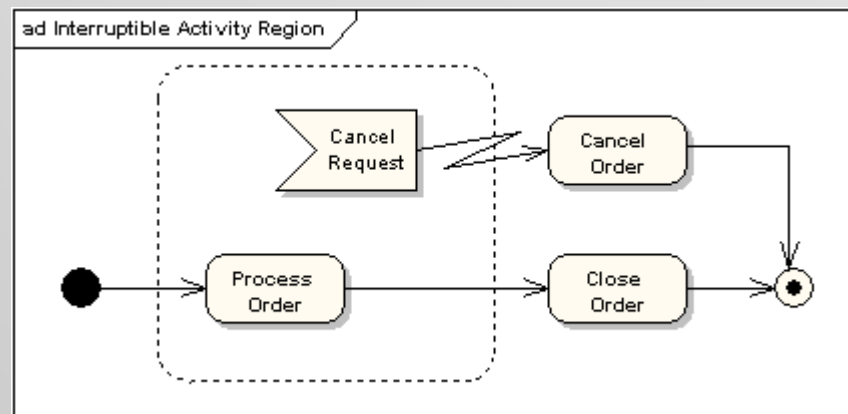 ad Interruptible Activity Region
Cancel
Request
Cancel
Order
Process
Order
Close
Order